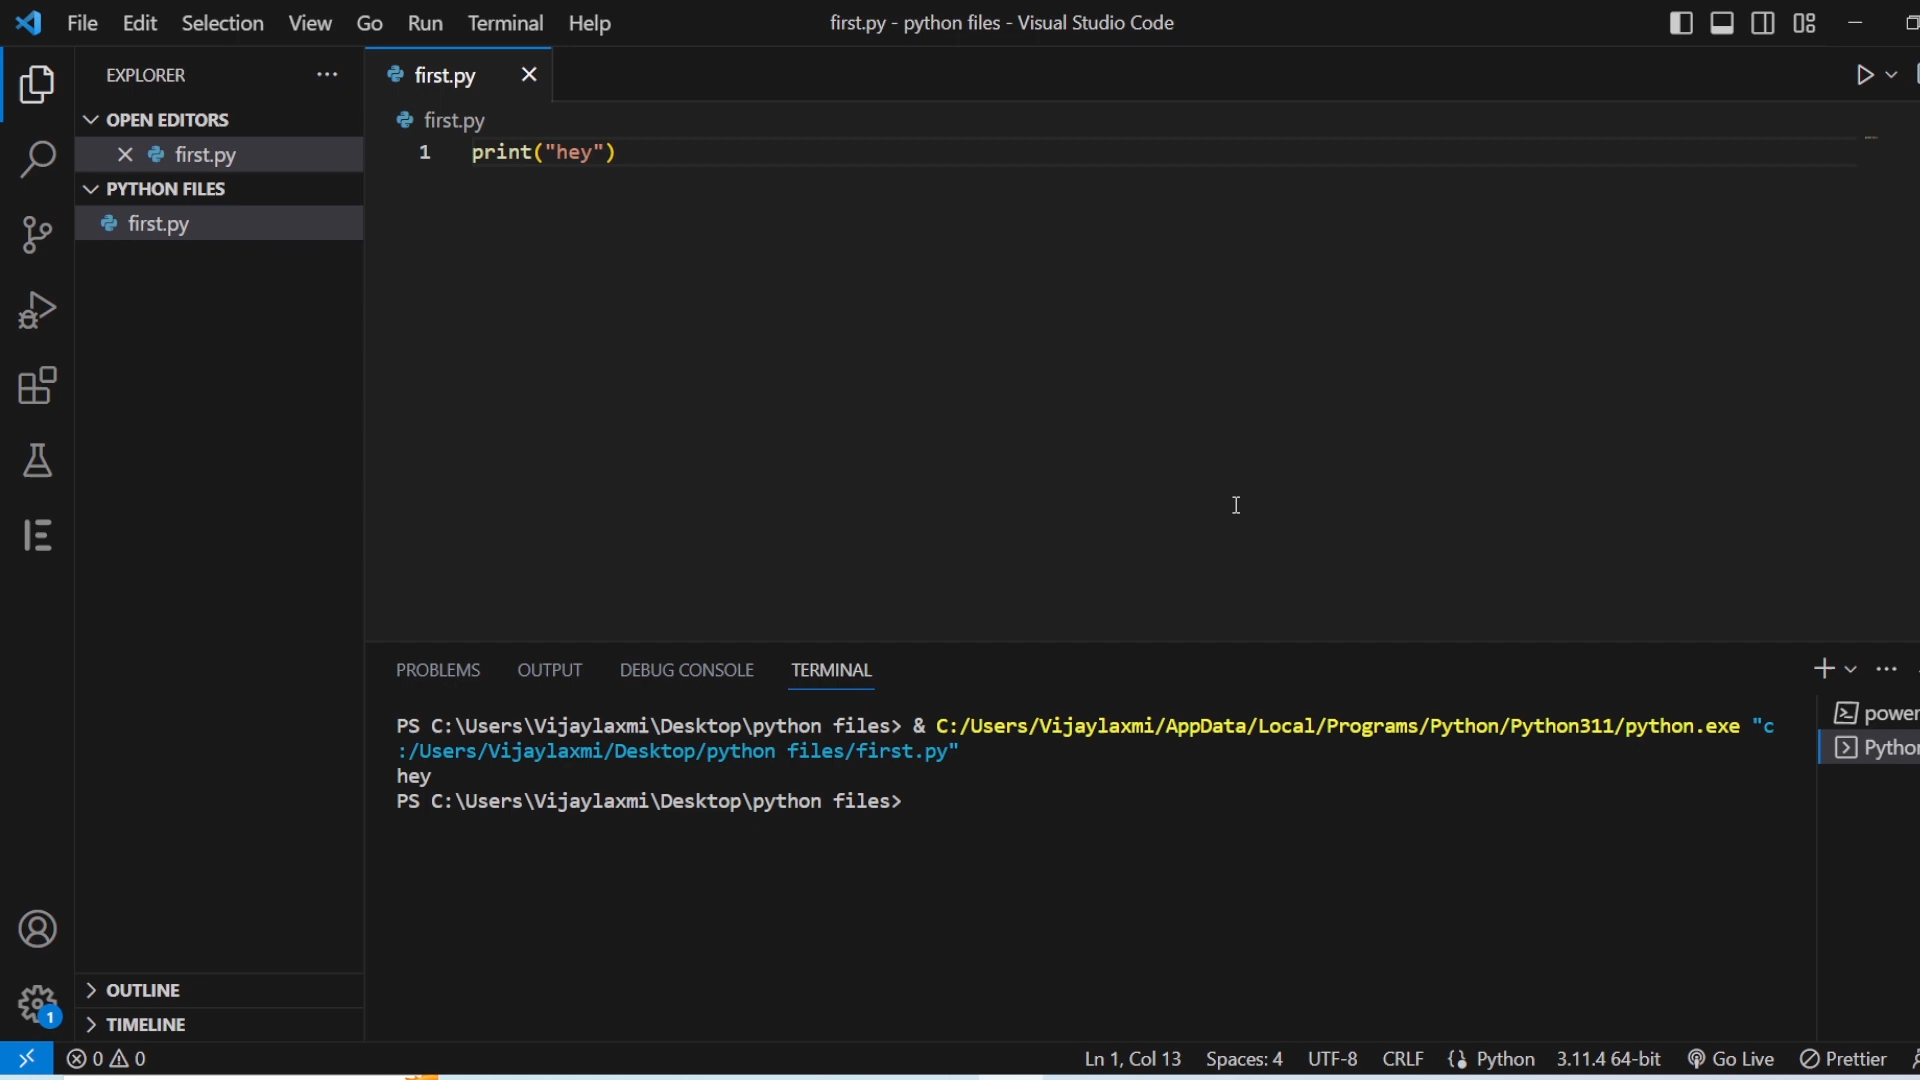 File Edit Selection View Go Run Terminal Help
first.py - python files - Visual Studio Code
EXPLORER
OPEN EDITORS
first.py
PYTHON FILES
first.py
OUTLINE
TIMELINE
first.py
first.py
1 print("hey")
PROBLEMS OUTPUT DEBUG CONSOLE TERMINAL
PS C:\Users\Vijaylaxmi\Desktop\python files> & C:/Users/Vijaylaxmi/AppData/Local/Programs/Python/Python311/python.exe "c
:/Users/Vijaylaxmi/Desktop/python files/first.py"
hey
PS C:\Users\Vijaylaxmi\Desktop\python files>
1
0 0
Ln 1, Col 13 Spaces: 4 UTF-8 CRLF Python 3.11.4 64-bit Go Live Prettier